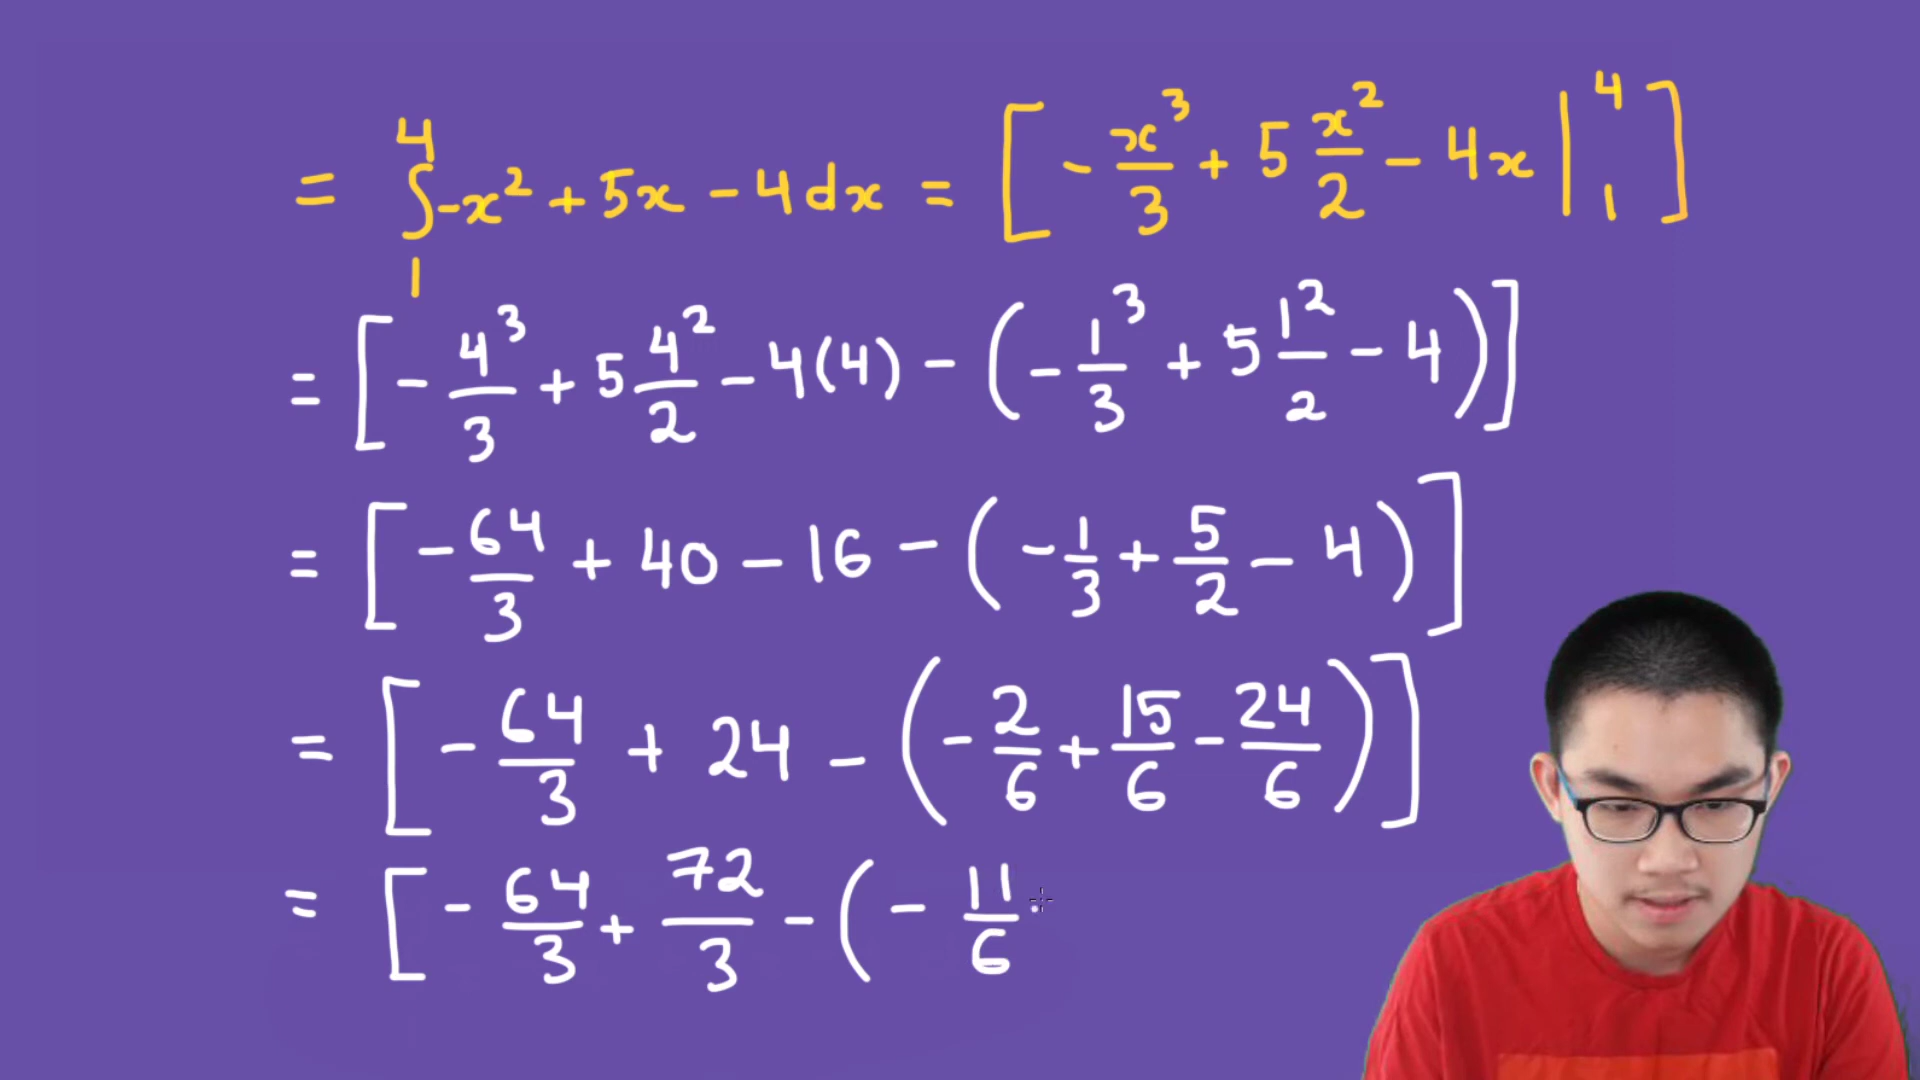 = ∫₁⁴ -x² + 5x - 4dx = [ - x³/3 + 5 x²/2 - 4x |₁⁴ ]
= [ - 4³/3 + 5 4²/2 - 4(4) - ( - 1³/3 + 5 1²/2 - 4 ) ]
= [ - 64/3 + 40 - 16 - ( - 1/3 + 5/2 - 4 ) ]
= [ - 64/3 + 24 - ( - 2/6 + 15/6 - 24/6 ) ]
= [ - 64/3 + 72/3 - ( - 11/6